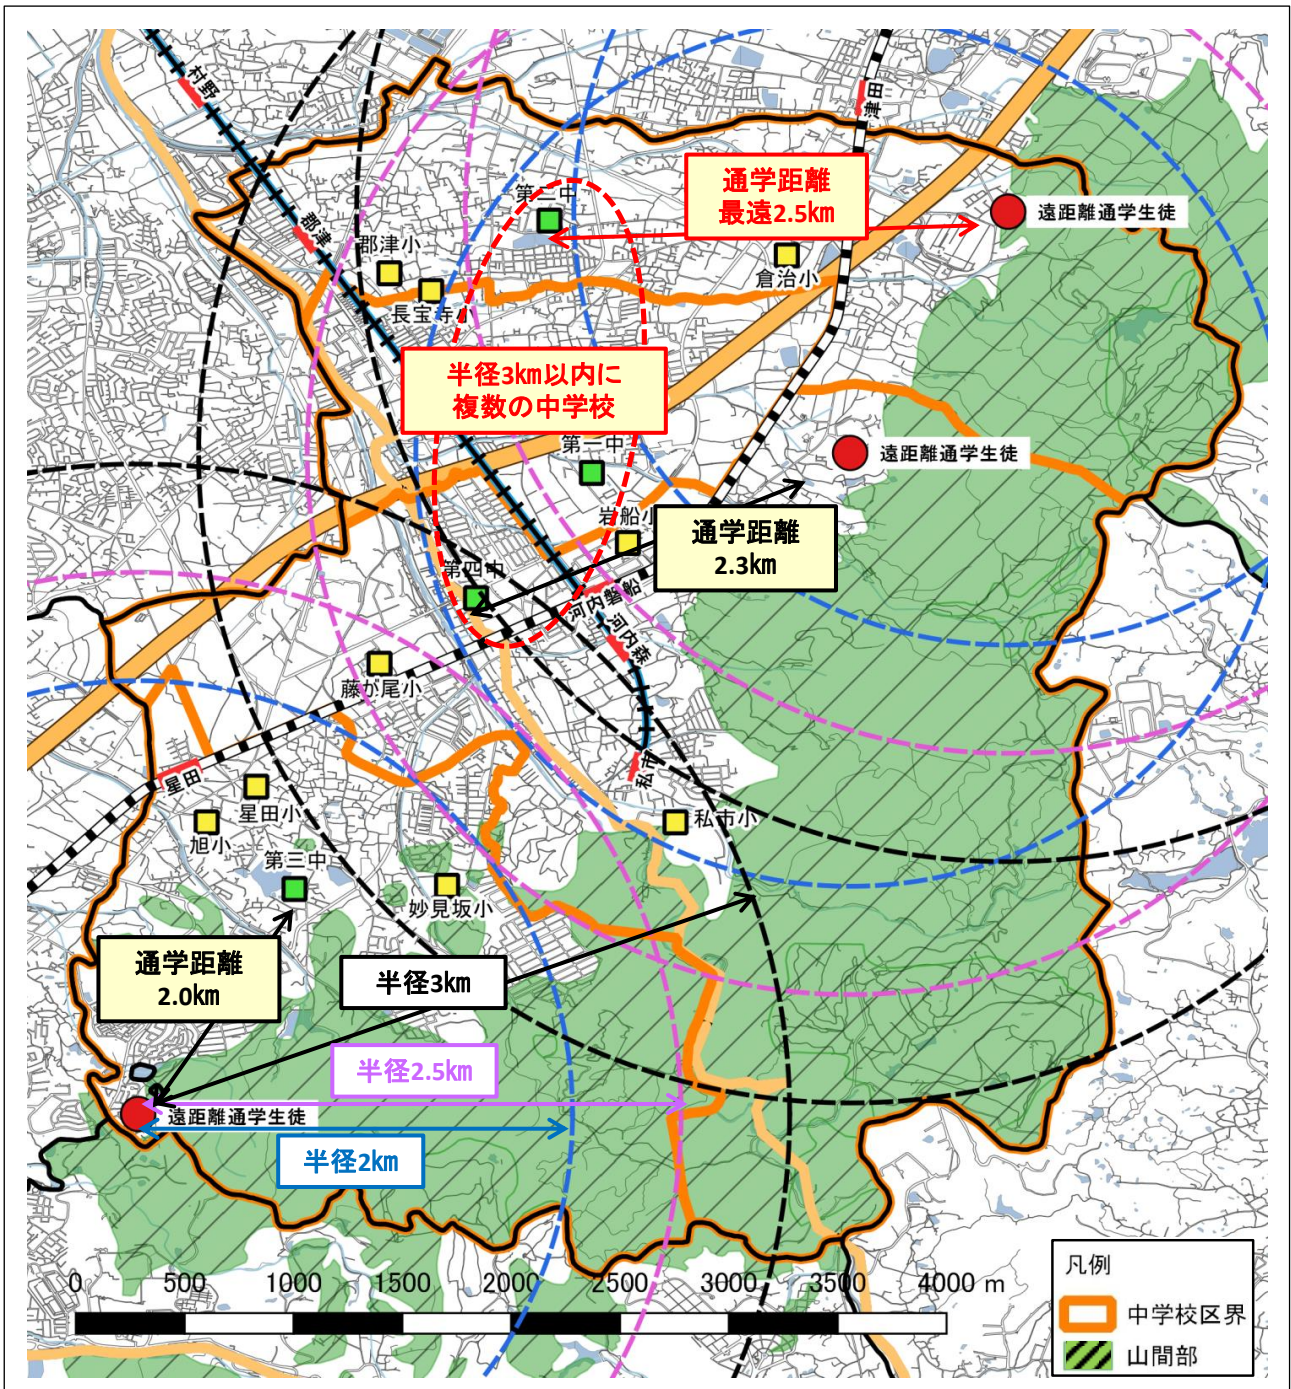 村野
津田
第二中
通学距離
最遠2.5km
遠距離通学生徒
郡津
郡津小
倉治小
長宝寺小
半径3km以内に
複数の中学校
第一中
遠距離通学生徒
岩船小
通学距離
2.3km
第四中
河内磐船
河内森
藤が尾小
星田
私市
星田小
旭小
私市小
第三中
妙見坂小
通学距離
2.0km
半径3km
半径2.5km
遠距離通学生徒
半径2km
0 500 1000 1500 2000 2500 3000 3500 4000 m
凡例
中学校区界
山間部